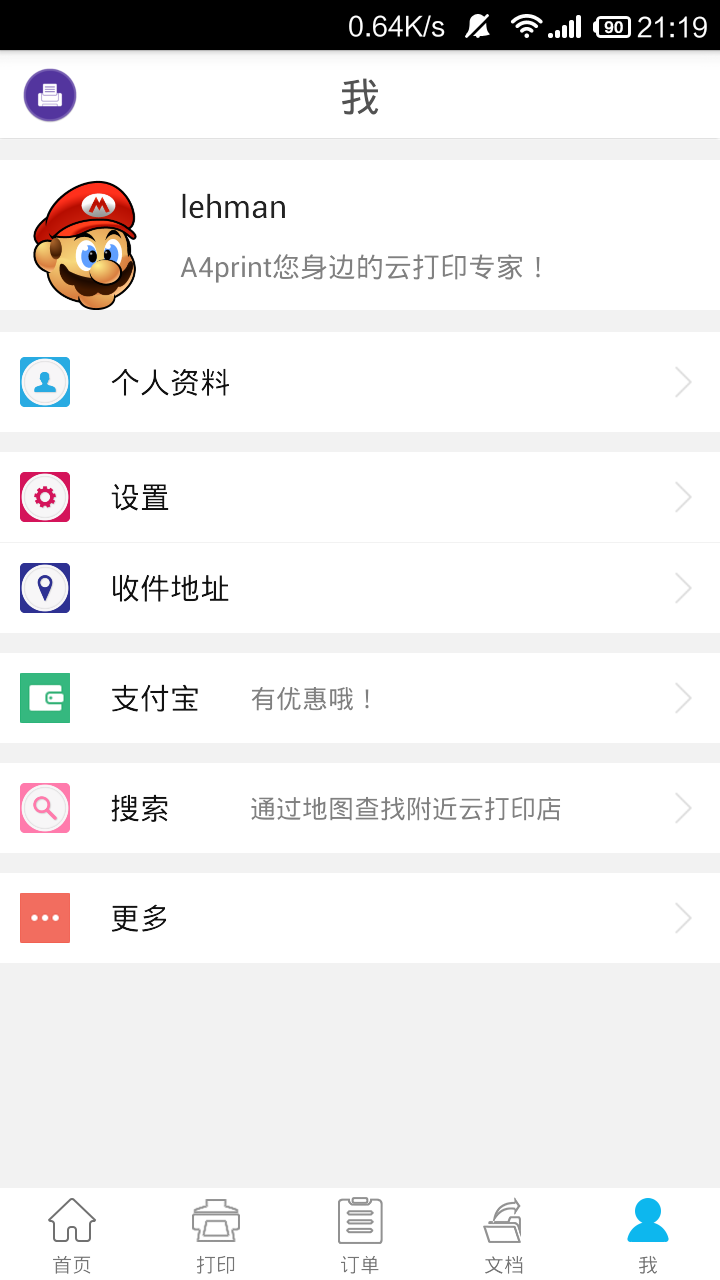 0.64K/s 90 21:19
我
lehman
A4print您身边的云打印专家！
个人资料
设置
收件地址
支付宝 有优惠哦！
搜索 通过地图查找附近云打印店
更多
首页 打印 订单 文档 我